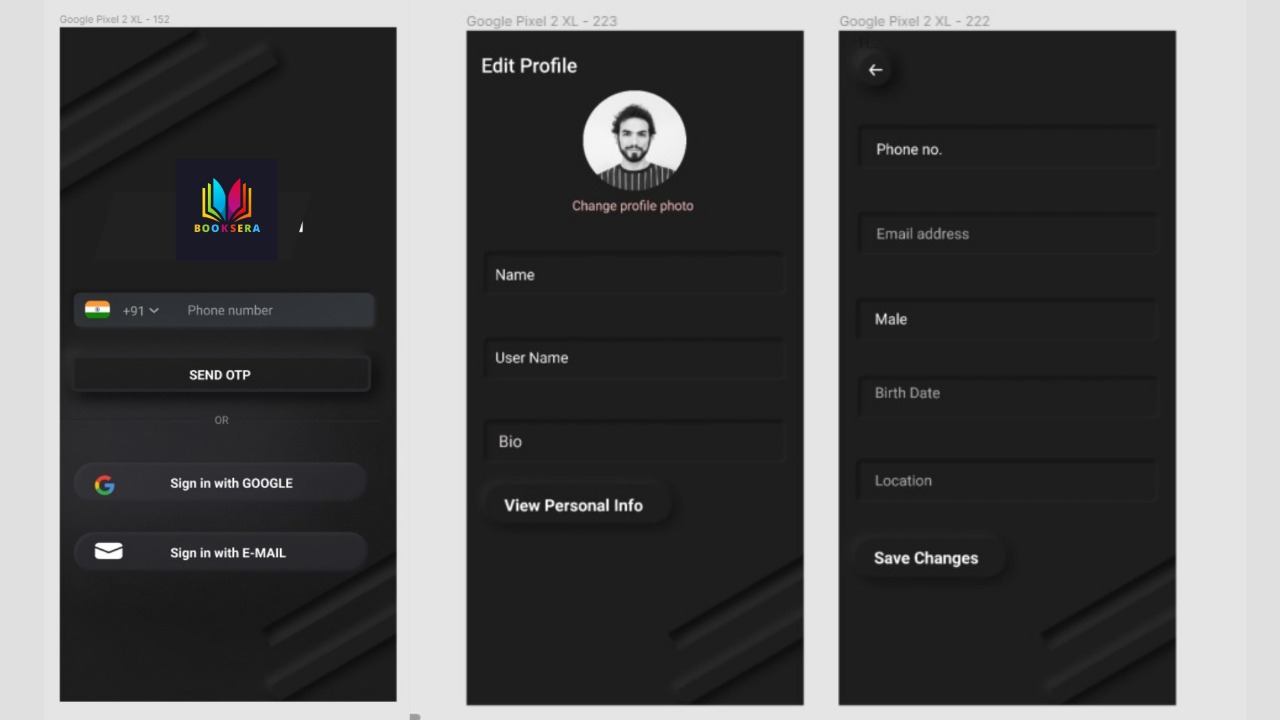 Google Pixel 2 XL - 152
BOOKSERA
+91
Phone number
SEND OTP
OR
Sign in with GOOGLE
Sign in with E-MAIL
Google Pixel 2 XL - 223
Edit Profile
Change profile photo
Name
User Name
Bio
View Personal Info
Google Pixel 2 XL - 222
Phone no.
Email address
Male
Birth Date
Location
Save Changes